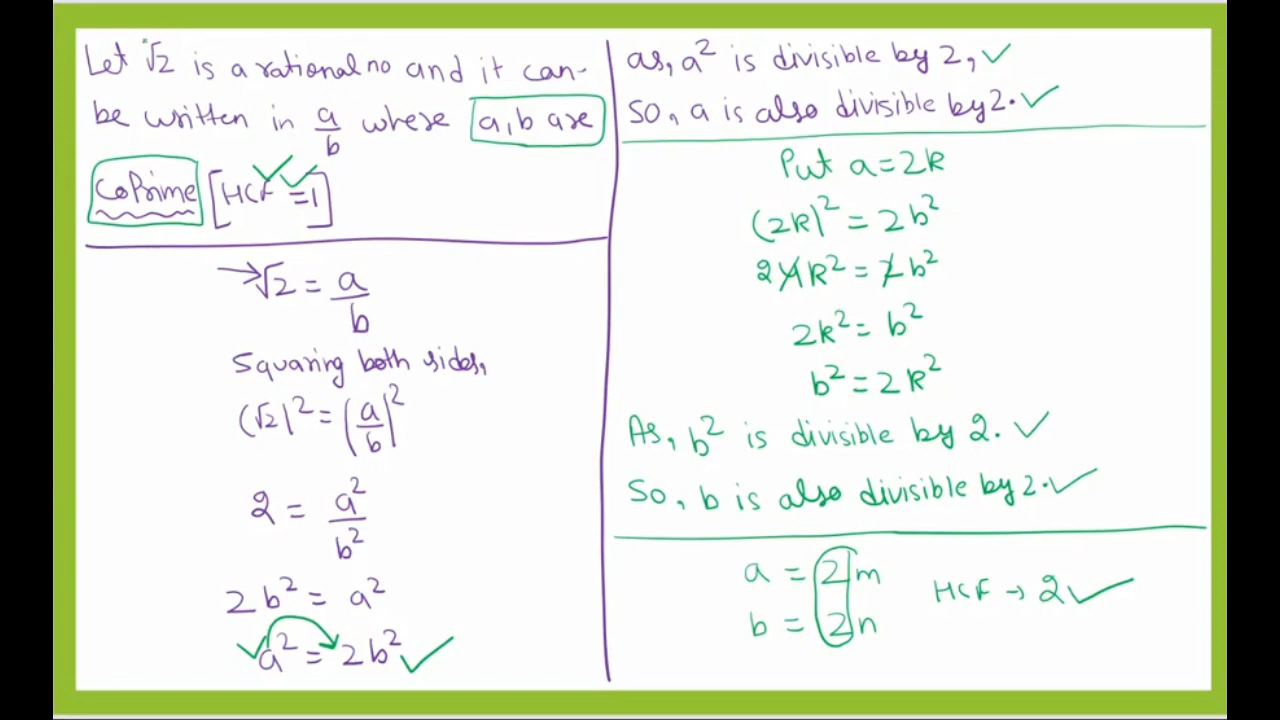 Let √2 is a rational no and it can
be written in a/b where a, b are
CoPrime [HCF = 1]
√2 = a/b
Squaring both sides,
(√2)² = (a/b)²
2 = a²/b²
2b² = a²
a² = 2b²
as, a² is divisible by 2,
So, a is also divisible by 2.
Put a = 2k
(2k)² = 2b²
2 4k² = 2b²
2k² = b²
b² = 2k²
As, b² is divisible by 2.
So, b is also divisible by 2.
a = 2m
b = 2n
HCF → 2